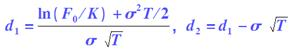 d₁ = ln(F₀/K) + σ²T/2 / σ √T, d₂ = d₁ − σ √T